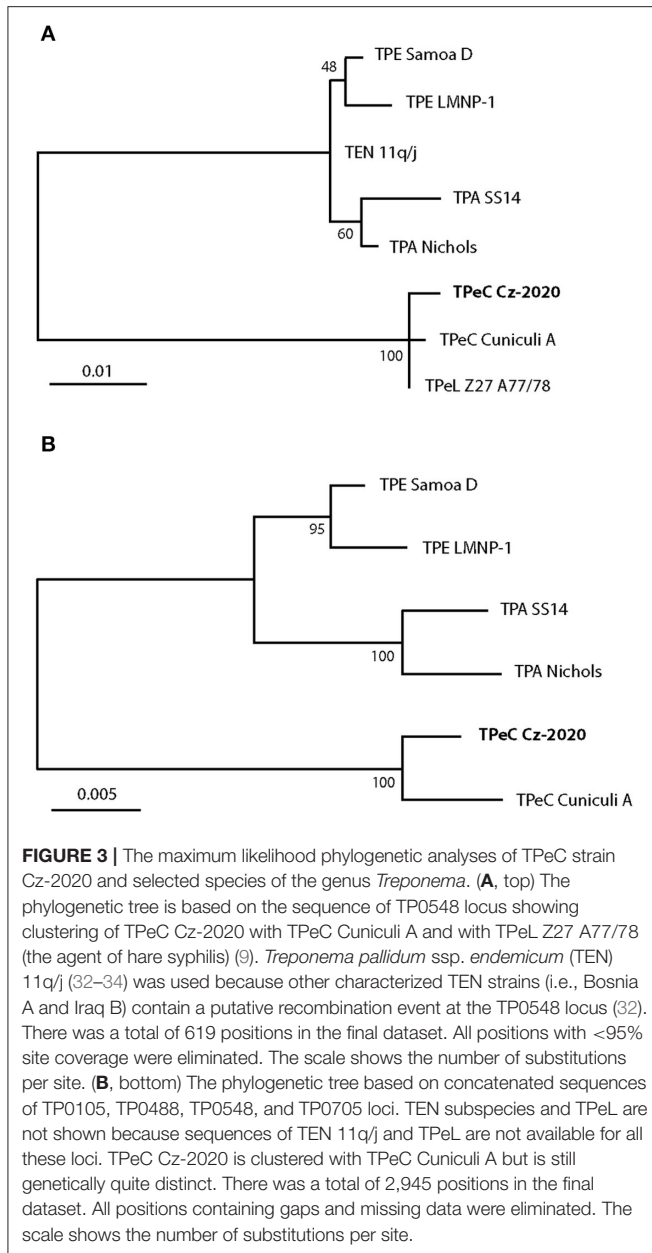 A
TPE Samoa D
48
TPE LMNP-1
TEN 11q/j
TPA SS14
60
TPA Nichols
TPeC Cz-2020
TPeC Cuniculi A
100
TPeL Z27 A77/78
0.01
B
TPE Samoa D
95
TPE LMNP-1
TPA SS14
100
TPA Nichols
TPeC Cz-2020
100
TPeC Cuniculi A
0.005
FIGURE 3 | The maximum likelihood phylogenetic analyses of TPeC strain
Cz-2020 and selected species of the genus Treponema. (A, top) The
phylogenetic tree is based on the sequence of TP0548 locus showing
clustering of TPeC Cz-2020 with TPeC Cuniculi A and with TPeL Z27 A77/78
(the agent of hare syphilis) (9). Treponema pallidum ssp. endemicum (TEN)
11q/j (32–34) was used because other characterized TEN strains (i.e., Bosnia
A and Iraq B) contain a putative recombination event at the TP0548 locus (32).
There was a total of 619 positions in the final dataset. All positions with <95%
site coverage were eliminated. The scale shows the number of substitutions
per site. (B, bottom) The phylogenetic tree based on concatenated sequences
of TP0105, TP0488, TP0548, and TP0705 loci. TEN subspecies and TPeL are
not shown because sequences of TEN 11q/j and TPeL are not available for all
these loci. TPeC Cz-2020 is clustered with TPeC Cuniculi A but is still
genetically quite distinct. There was a total of 2,945 positions in the final
dataset. All positions containing gaps and missing data were eliminated. The
scale shows the number of substitutions per site.